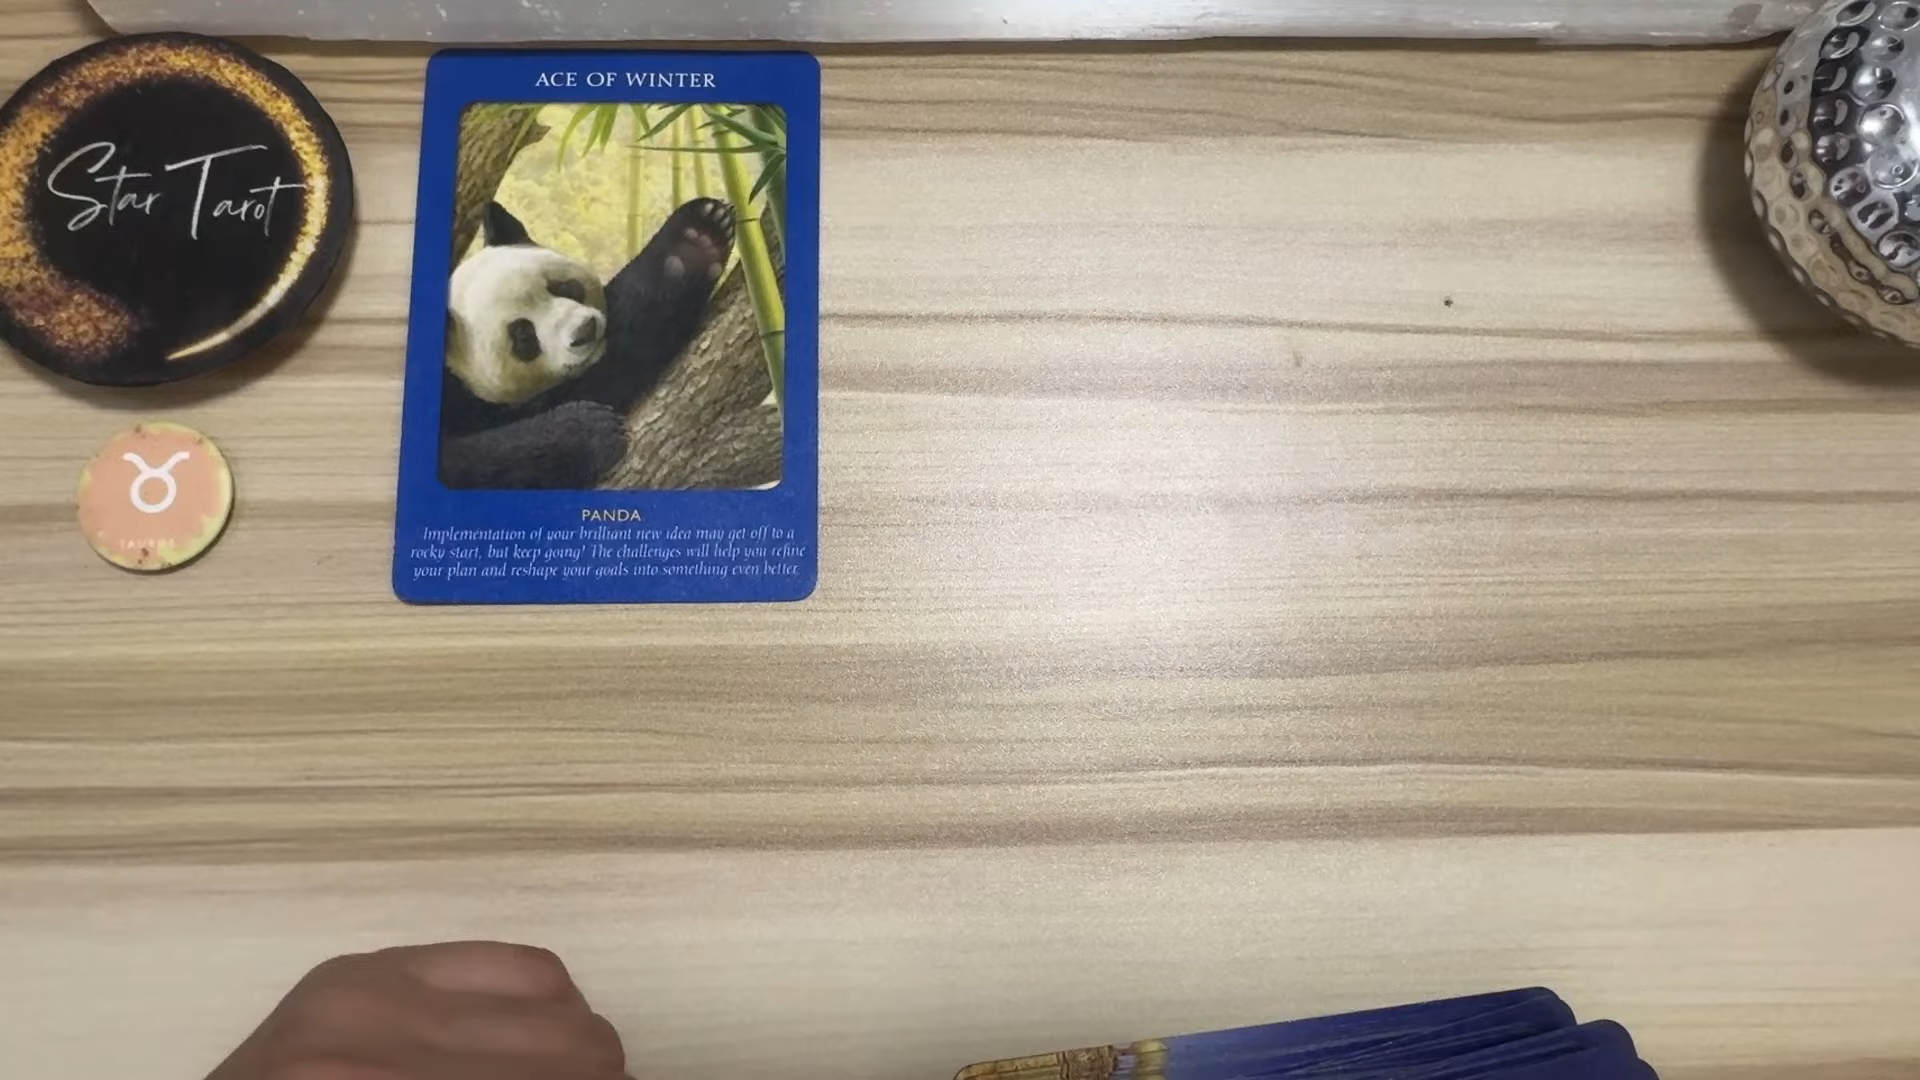 Star Tarot
ACE OF WINTER
PANDA
Implementation of your brilliant new idea may get off to a
rocky start, but keep going! The challenges will help you refine
your plan and reshape your goals into something even better.
TAURUS